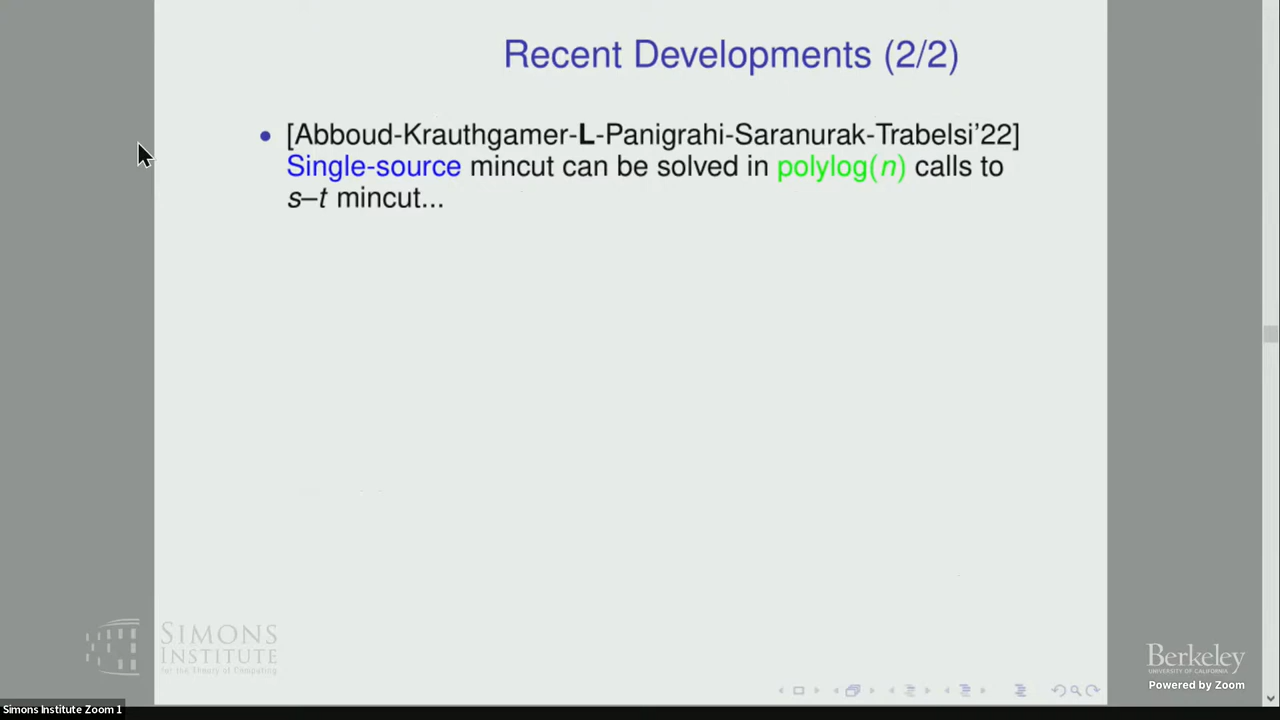 Recent Developments (2/2)
• [Abboud-Krauthgamer-L-Panigrahi-Saranurak-Trabelsi'22]
Single-source mincut can be solved in polylog(n) calls to
s–t mincut...
SIMONS
INSTITUTE
for the Theory of Computing
Berkeley
UNIVERSITY OF CALIFORNIA
Powered by Zoom
Simons Institute Zoom 1